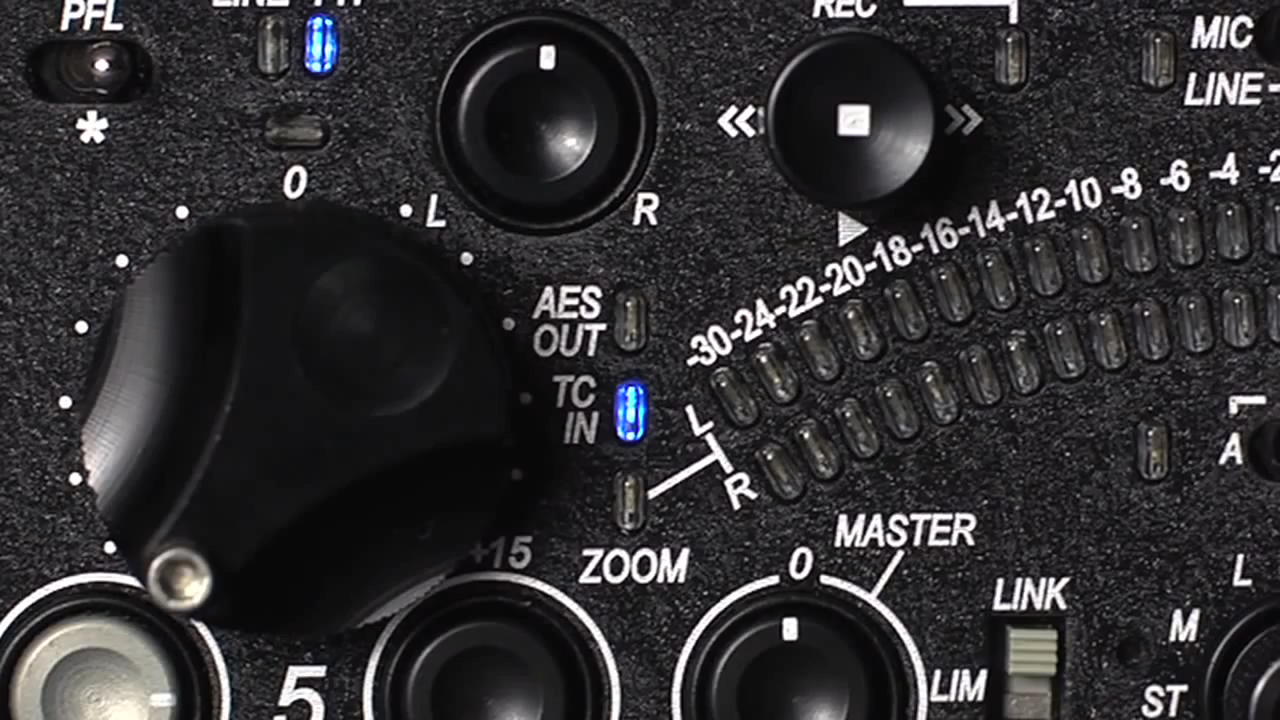 PFL
*
0
L
R
REC
MIC
LINE
-30-24-22-20-18-16-14-12-10 -8 -6 -4 -2
AES
OUT
TC
IN
L
R
A
+15
ZOOM
0
MASTER
LINK
LIM
L
M
ST
5